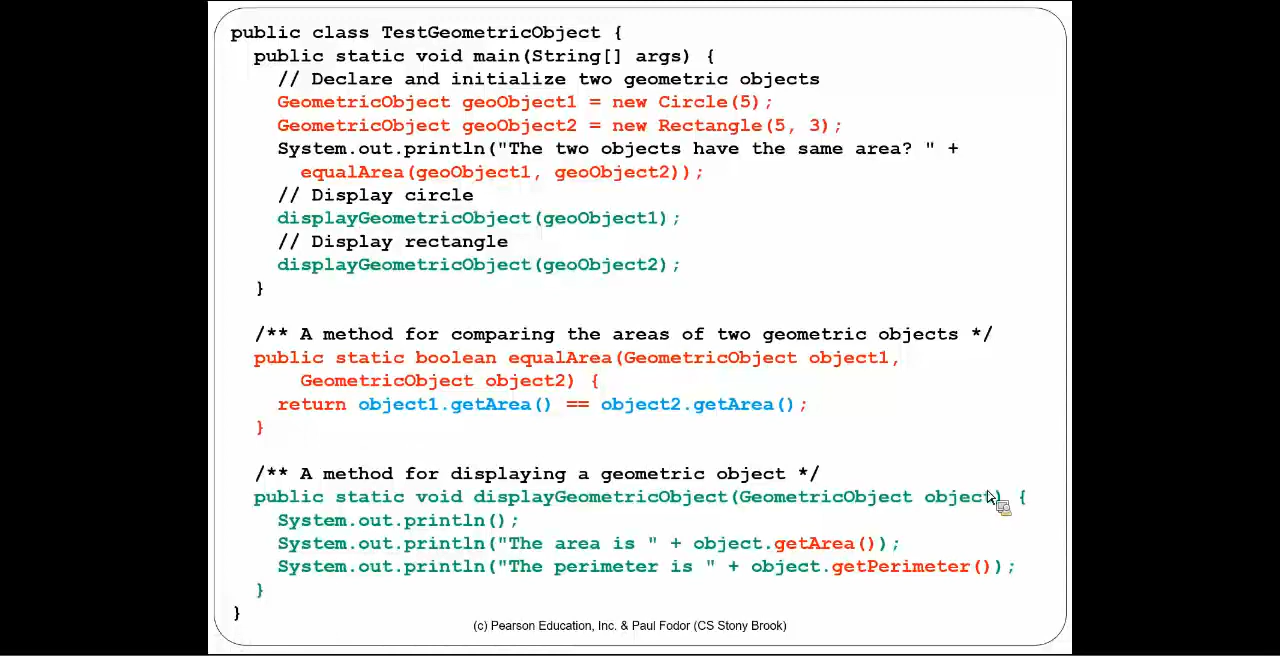 public class TestGeometricObject {
  public static void main(String[] args) {
    // Declare and initialize two geometric objects
    GeometricObject geoObject1 = new Circle(5);
    GeometricObject geoObject2 = new Rectangle(5, 3);
    System.out.println("The two objects have the same area? " +
      equalArea(geoObject1, geoObject2));
    // Display circle
    displayGeometricObject(geoObject1);
    // Display rectangle
    displayGeometricObject(geoObject2);
  }
  /** A method for comparing the areas of two geometric objects */
  public static boolean equalArea(GeometricObject object1,
      GeometricObject object2) {
    return object1.getArea() == object2.getArea();
  }
  /** A method for displaying a geometric object */
  public static void displayGeometricObject(GeometricObject object) {
    System.out.println();
    System.out.println("The area is " + object.getArea());
    System.out.println("The perimeter is " + object.getPerimeter());
  }
}
(c) Pearson Education, Inc. & Paul Fodor (CS Stony Brook)